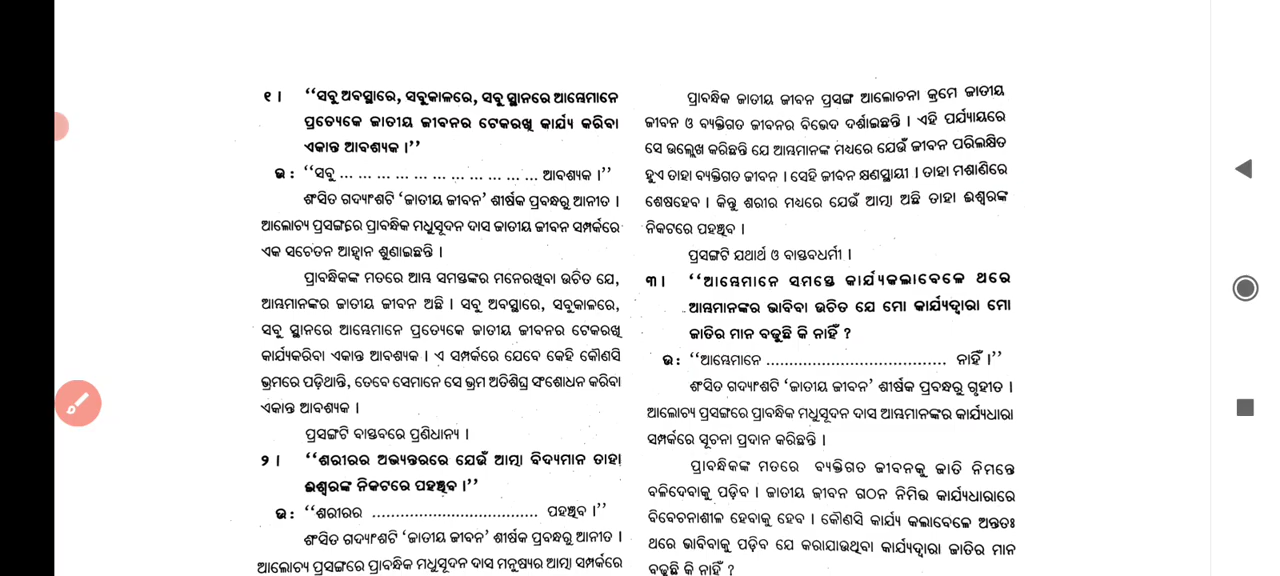 ୧ । ‘‘ସବୁ ଅବସ୍ଥାରେ, ସବୁକାଳରେ, ସବୁ ସ୍ଥାନରେ ଆମ୍ଭେମାନେ
ପ୍ରତ୍ୟେକେ ଜାତୀୟ ଜୀବନର ଟେକରଖି କାର୍ଯ୍ୟ କରିବା
ଏକାନ୍ତ ଆବଶ୍ୟକ ।’’
ଉ : ‘‘ସବୁ ... ... ... ... ... ... ... ... ... ... ... ଆବଶ୍ୟକ ।’’
ଶଂସିତ ଗଦ୍ୟାଂଶଟି ‘ଜାତୀୟ ଜୀବନ’ ଶୀର୍ଷକ ପ୍ରବନ୍ଧରୁ ଆନୀତ ।
ଆଲୋଚ୍ୟ ପ୍ରସଙ୍ଗରେ ପ୍ରାବନ୍ଧିକ ମଧୁସୂଦନ ଦାସ ଜାତୀୟ ଜୀବନ ସମ୍ପର୍କରେ
ଏକ ସଚେତନ ଆହ୍ୱାନ ଶୁଣାଇଛନ୍ତି ।
ପ୍ରାବନ୍ଧିକଙ୍କ ମତରେ ଆମ୍ଭ ସମସ୍ତଙ୍କର ମନେରଖିବା ଉଚିତ ଯେ,
ଆମ୍ଭମାନଙ୍କର ଜାତୀୟ ଜୀବନ ଅଛି । ସବୁ ଅବସ୍ଥାରେ, ସବୁକାଳରେ,
ସବୁ ସ୍ଥାନରେ ଆମ୍ଭେମାନେ ପ୍ରତ୍ୟେକେ ଜାତୀୟ ଜୀବନର ଟେକରଖି
କାର୍ଯ୍ୟକରିବା ଏକାନ୍ତ ଆବଶ୍ୟକ । ଏ ସମ୍ପର୍କରେ ଯେବେ କେହି କୌଣସି
ଭ୍ରମରେ ପଡ଼ିଥାନ୍ତି, ତେବେ ସେମାନେ ସେ ଭ୍ରମ ଅତିଶୀଘ୍ର ସଂଶୋଧନ କରିବା
ଏକାନ୍ତ ଆବଶ୍ୟକ ।
ପ୍ରସଙ୍ଗଟି ବାସ୍ତବରେ ପ୍ରଣିଧାନ୍ୟ ।
୨ । ‘‘ଶରୀରର ଅଭ୍ୟନ୍ତରରେ ଯେଉଁ ଆତ୍ମା ବିଦ୍ୟମାନ ତାହା
ଈଶ୍ୱରଙ୍କ ନିକଟରେ ପହଞ୍ଚିବ ।’’
ଉ : ‘‘ଶରୀରର .................................. ପହଞ୍ଚିବ ।’’
ଶଂସିତ ଗଦ୍ୟାଂଶଟି ‘ଜାତୀୟ ଜୀବନ’ ଶୀର୍ଷକ ପ୍ରବନ୍ଧରୁ ଆନୀତ ।
ଆଲୋଚ୍ୟ ପ୍ରସଙ୍ଗରେ ପ୍ରାବନ୍ଧିକ ମଧୁସୂଦନ ଦାସ ମନୁଷ୍ୟର ଆତ୍ମା ସମ୍ପର୍କରେ
ପ୍ରାବନ୍ଧିକ ଜାତୀୟ ଜୀବନ ପ୍ରସଙ୍ଗ ଆଲୋଚନା କ୍ରମେ ଜାତୀୟ
ଜୀବନ ଓ ବ୍ୟକ୍ତିଗତ ଜୀବନର ବିଭେଦ ଦର୍ଶାଇଛନ୍ତି । ଏହି ପର୍ଯ୍ୟାୟରେ
ସେ ଉଲ୍ଲେଖ କରିଛନ୍ତି ଯେ ଆମ୍ଭମାନଙ୍କ ମଧ୍ୟରେ ଯେଉଁ ଜୀବନ ପରିଲକ୍ଷିତ
ହୁଏ ତାହା ବ୍ୟକ୍ତିଗତ ଜୀବନ । ସେହି ଜୀବନ କ୍ଷଣସ୍ଥାୟୀ । ତାହା ମଶାଣିରେ
ଶେଷହେବ । କିନ୍ତୁ ଶରୀର ମଧ୍ୟରେ ଯେଉଁ ଆତ୍ମା ଅଛି ତାହା ଈଶ୍ୱରଙ୍କ
ନିକଟରେ ପହଞ୍ଚିବ ।
ପ୍ରସଙ୍ଗଟି ଯଥାର୍ଥ ଓ ବାସ୍ତବଧର୍ମୀ ।
୩ । ‘‘ଆମ୍ଭେମାନେ ସମସ୍ତେ କାର୍ଯ୍ୟକଲାବେଳେ ଥରେ
ଆମ୍ଭମାନଙ୍କର ଭାବିବା ଉଚିତ ଯେ ମୋ କାର୍ଯ୍ୟଦ୍ୱାରା ମୋ
ଜାତିର ମାନ ବଢୁଛି କି ନାହିଁ ?
ଉ : ‘‘ଆମ୍ଭେମାନେ ..................................... ନାହିଁ ।’’
ଶଂସିତ ଗଦ୍ୟାଂଶଟି ‘ଜାତୀୟ ଜୀବନ’ ଶୀର୍ଷକ ପ୍ରବନ୍ଧରୁ ଗୃହୀତ ।
ଆଲୋଚ୍ୟ ପ୍ରସଙ୍ଗରେ ପ୍ରାବନ୍ଧିକ ମଧୁସୂଦନ ଦାସ ଆମ୍ଭମାନଙ୍କର କାର୍ଯ୍ୟଧାରା
ସମ୍ପର୍କରେ ସୂଚନା ପ୍ରଦାନ କରିଛନ୍ତି ।
ପ୍ରାବନ୍ଧିକଙ୍କ ମତରେ ବ୍ୟକ୍ତିଗତ ଜୀବନକୁ ଜାତି ନିମନ୍ତେ
ବଳିଦେବାକୁ ପଡ଼ିବ । ଜାତୀୟ ଜୀବନ ଗଠନ ନିମିତ୍ତ କାର୍ଯ୍ୟଧାରାରେ
ବିବେଚନାଶୀଳ ହେବାକୁ ହେବ । କୌଣସି କାର୍ଯ୍ୟ କଲାବେଳେ ଅନ୍ତତଃ
ଥରେ ଭାବିବାକୁ ପଡ଼ିବ ଯେ କରାଯାଉଥିବା କାର୍ଯ୍ୟଦ୍ୱାରା ଜାତିର ମାନ
ବଢୁଛି କି ନାହିଁ ?